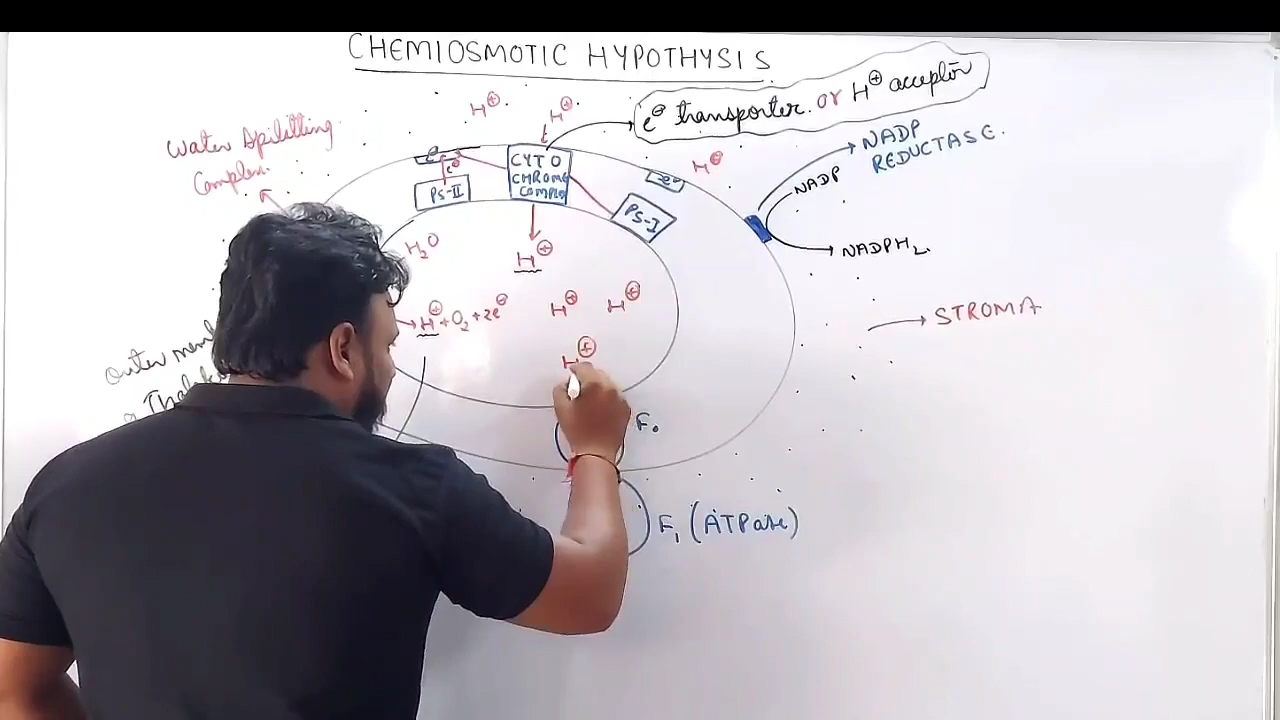 CHEMIOSMOTIC HYPOTHYSIS
H⊕ H⊕
e⊖ transporter or H⊕ acceptor
Water Splitting
Complex
NADP
REDUCTASE
e⊖
CYTO
CHROME
COMPLEX
H⊕
NADP
PS-II
PS-I
H₂O
H⊕
NADPH₂
H⊕ + O₂ + 2e⊖
H⊕ H⊕
STROMA
H⊕
Outer
F₀
F₁ (ATPase)